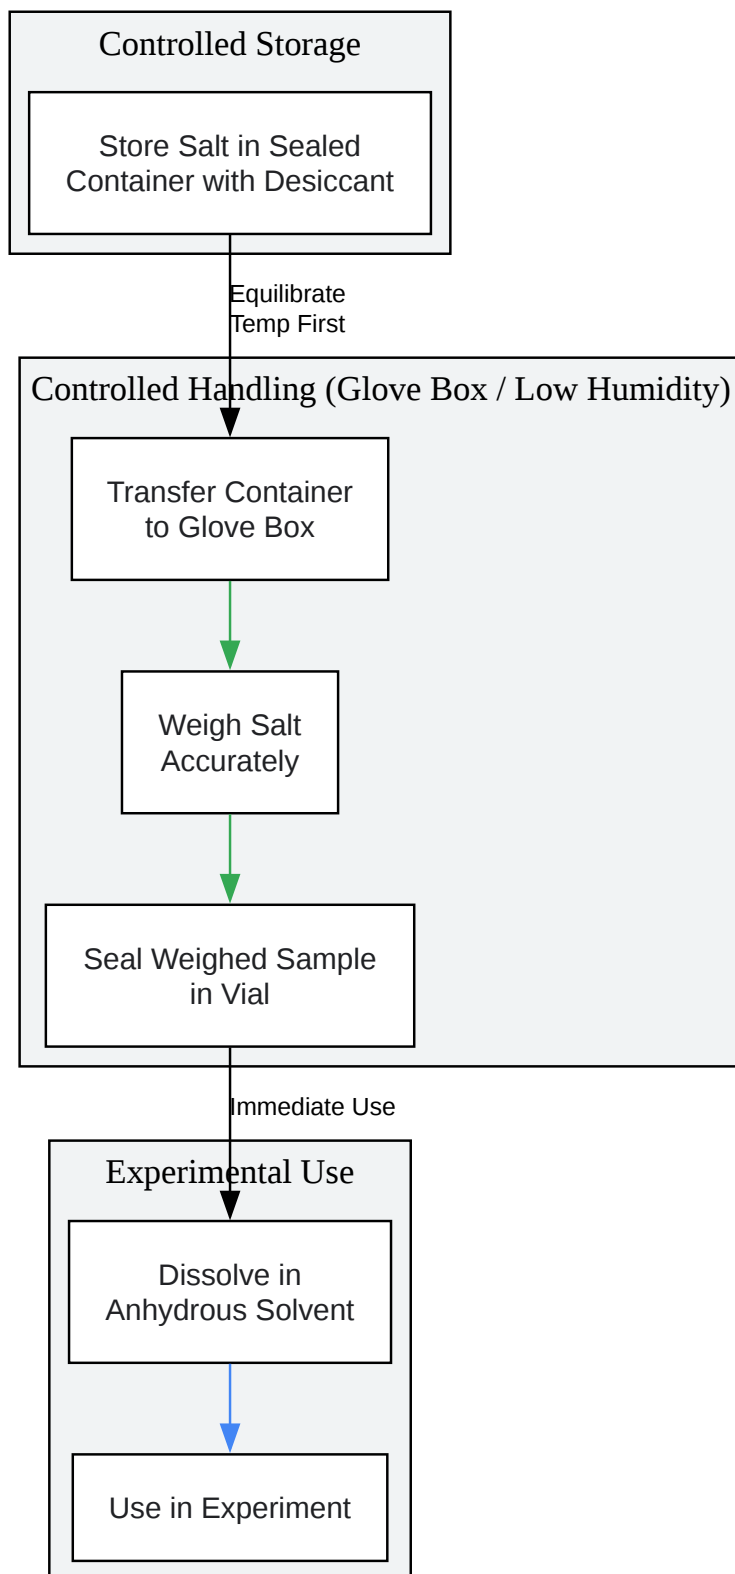 Controlled Storage
Store Salt in Sealed
Container with Desiccant
Equilibrate
Temp First
Controlled Handling (Glove Box / Low Humidity)
Transfer Container
to Glove Box
Weigh Salt
Accurately
Seal Weighed Sample
in Vial
Immediate Use
Experimental Use
Dissolve in
Anhydrous Solvent
Use in Experiment